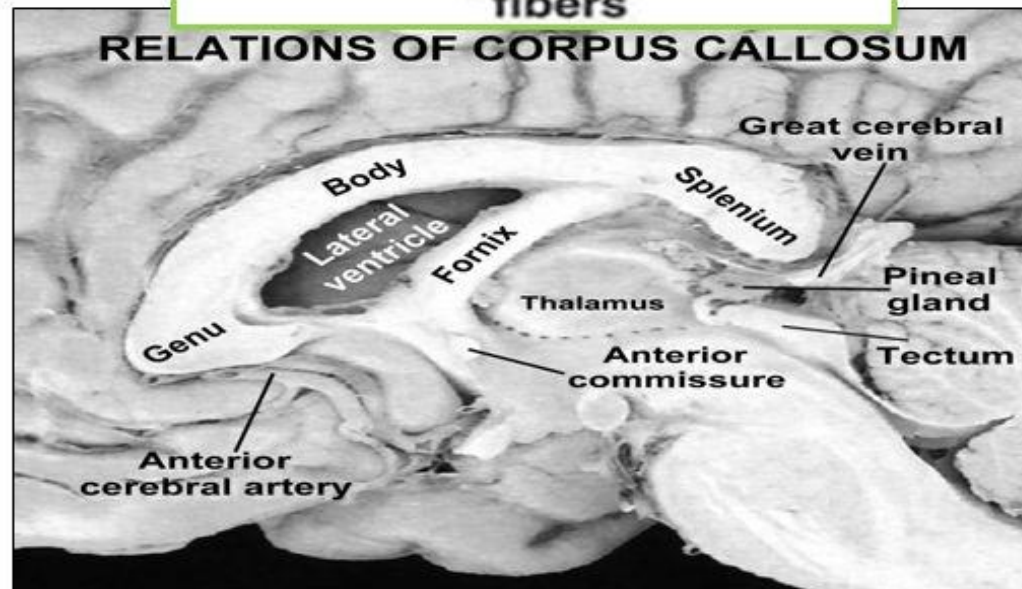 fibers
RELATIONS OF CORPUS CALLOSUM
Great cerebral
vein
Body
Splenium
Lateral
ventricle
Fornix
Pineal
gland
Thalamus
Genu
Anterior
commissure
Tectum
Anterior
cerebral artery